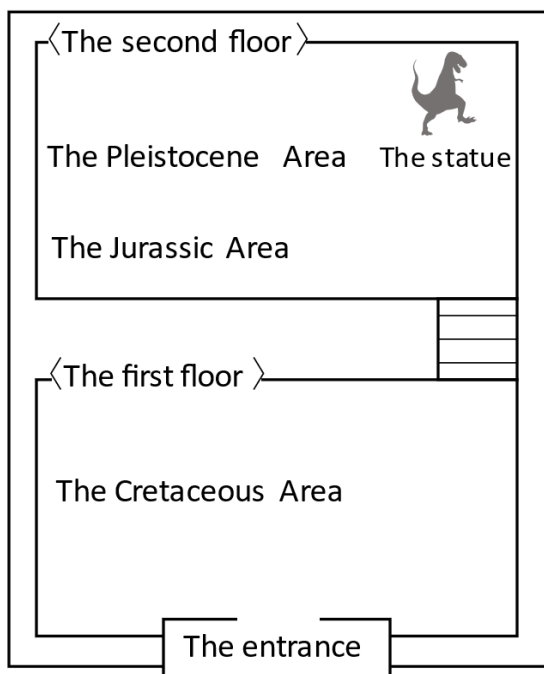 〈The second floor〉
The Pleistocene Area The statue
The Jurassic Area
〈The first floor 〉
The Cretaceous Area
The entrance